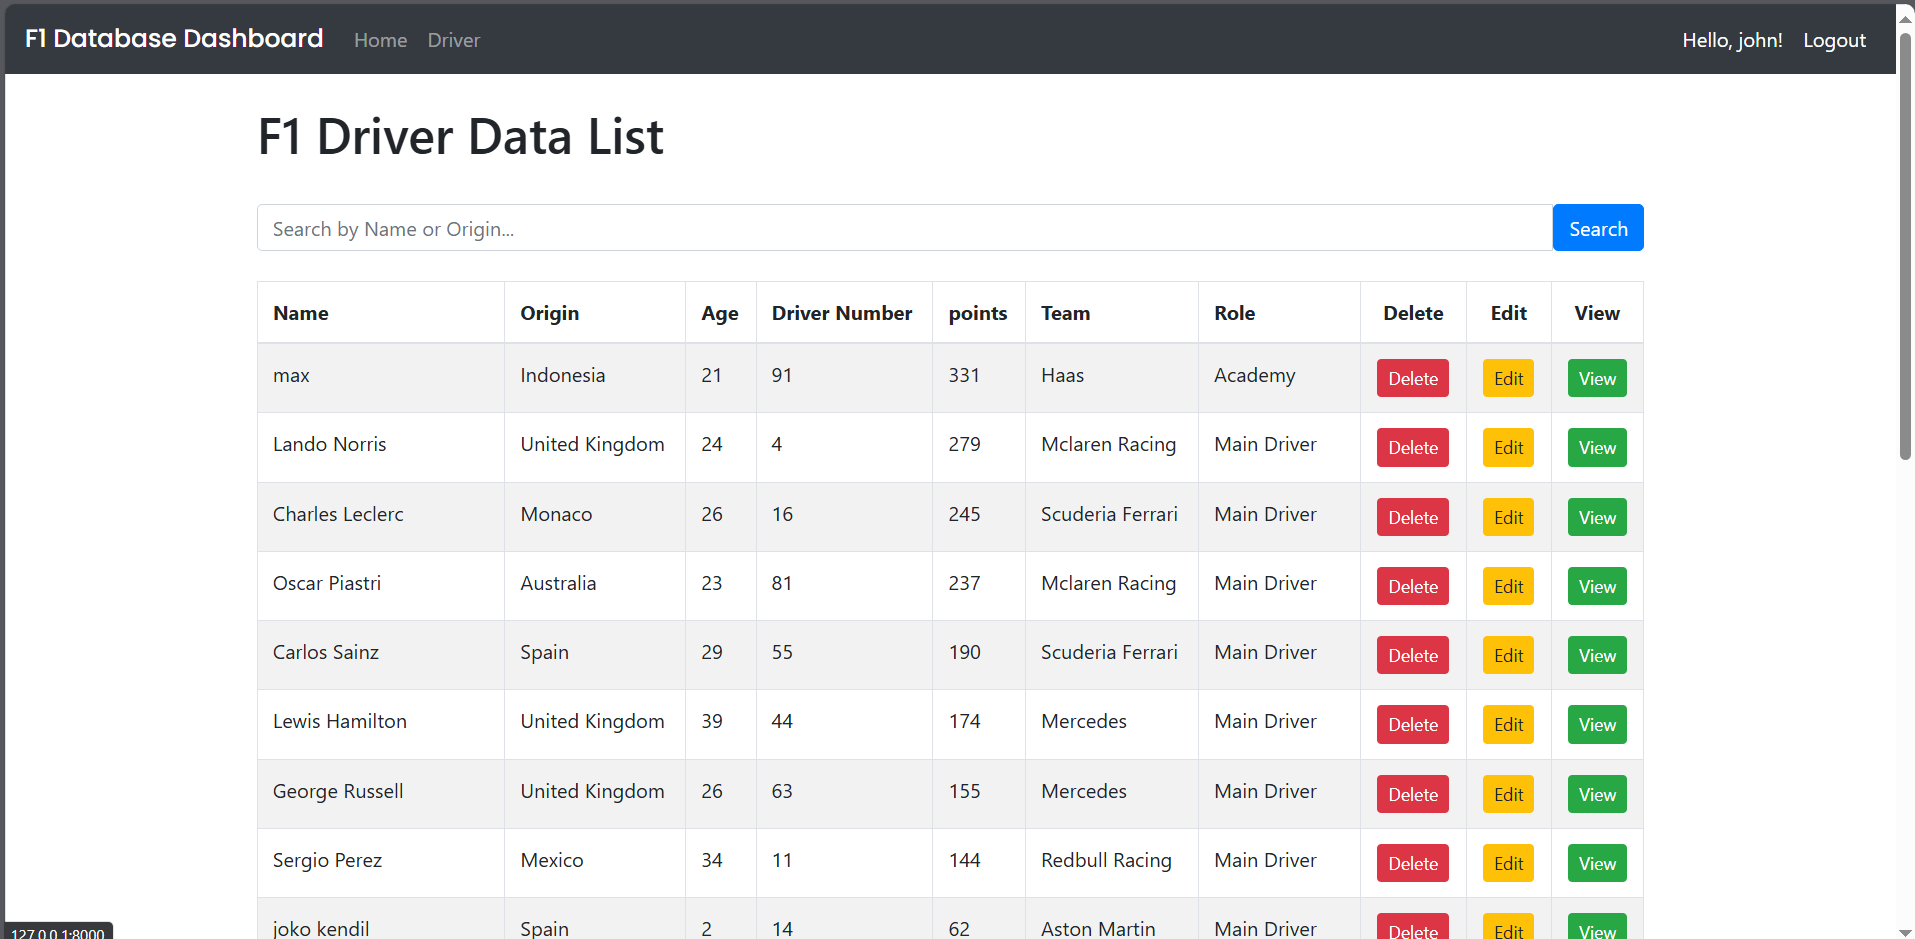 F1 Database Dashboard Home Driver Hello, john! Logout
F1 Driver Data List
Search by Name or Origin... Search
Name Origin Age Driver Number points Team Role Delete Edit View
max Indonesia 21 91 331 Haas Academy Delete Edit View
Lando Norris United Kingdom 24 4 279 Mclaren Racing Main Driver Delete Edit View
Charles Leclerc Monaco 26 16 245 Scuderia Ferrari Main Driver Delete Edit View
Oscar Piastri Australia 23 81 237 Mclaren Racing Main Driver Delete Edit View
Carlos Sainz Spain 29 55 190 Scuderia Ferrari Main Driver Delete Edit View
Lewis Hamilton United Kingdom 39 44 174 Mercedes Main Driver Delete Edit View
George Russell United Kingdom 26 63 155 Mercedes Main Driver Delete Edit View
Sergio Perez Mexico 34 11 144 Redbull Racing Main Driver Delete Edit View
joko kendil Spain 2 14 62 Aston Martin Main Driver Delete Edit View
127.0.0.1:8000